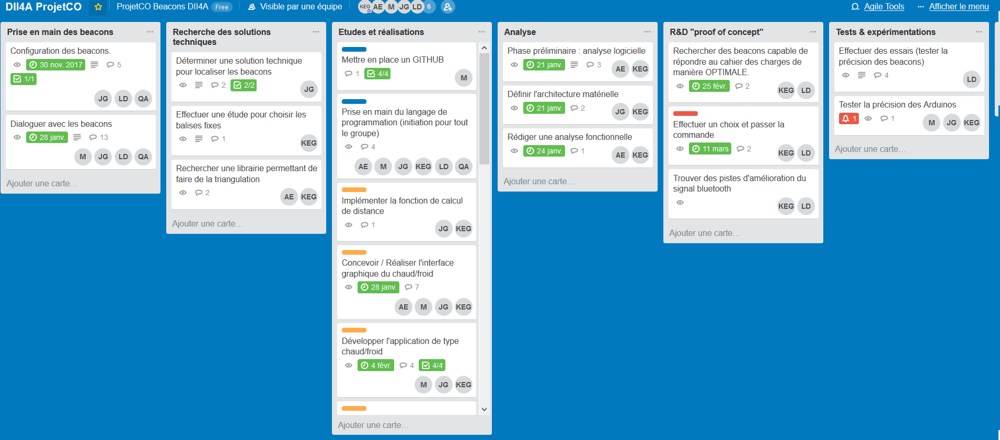 DII4A ProjetCO
ProjetCO Beacons DII4A Free
Visible par une équipe
KEG AE M JG LD 6
Agile Tools
Afficher le menu
Prise en main des beacons
Configuration des beacons.
30 nov. 2017 5
1/1
JG LD QA
Dialoguer avec les beacons
28 janv. 13
M JG LD QA
Ajouter une carte…
Recherche des solutions
techniques
Déterminer une solution technique
pour localiser les beacons
2 2/2
JG
Effectuer une étude pour choisir les
balises fixes
1
KEG
Rechercher une librairie permettant de
faire de la triangulation
2
AE KEG
Ajouter une carte…
Etudes et réalisations
Mettre en place un GITHUB
1 4/4
M
Prise en main du langage de
programmation (initiation pour tout
le groupe)
4
AE M JG KEG LD QA
Implémenter la fonction de calcul
de distance
1
JG KEG
Concevoir / Réaliser l'interface
graphique du chaud/froid
28 janv. 7
AE M JG KEG
Développer l'application de type
chaud/froid
4 févr. 4 4/4
M JG KEG
Ajouter une carte…
Analyse
Phase préliminaire : analyse logicielle
21 janv. 3
AE KEG
Définir l'architecture matérielle
21 janv. 2
JG KEG
Rédiger une analyse fonctionnelle
24 janv. 1
AE KEG
Ajouter une carte…
R&D "proof of concept"
Rechercher des beacons capable de
répondre au cahier des charges de
manière OPTIMALE.
25 févr. 2
KEG LD
Effectuer un choix et passer la
commande
11 mars 2
KEG LD
Trouver des pistes d'amélioration du
signal bluetooth
KEG LD
Ajouter une carte…
Tests & expérimentations
Effectuer des essais (tester la
précision des beacons)
4
LD
Tester la précision des Arduinos
1 1
M JG KEG
Ajouter une carte…